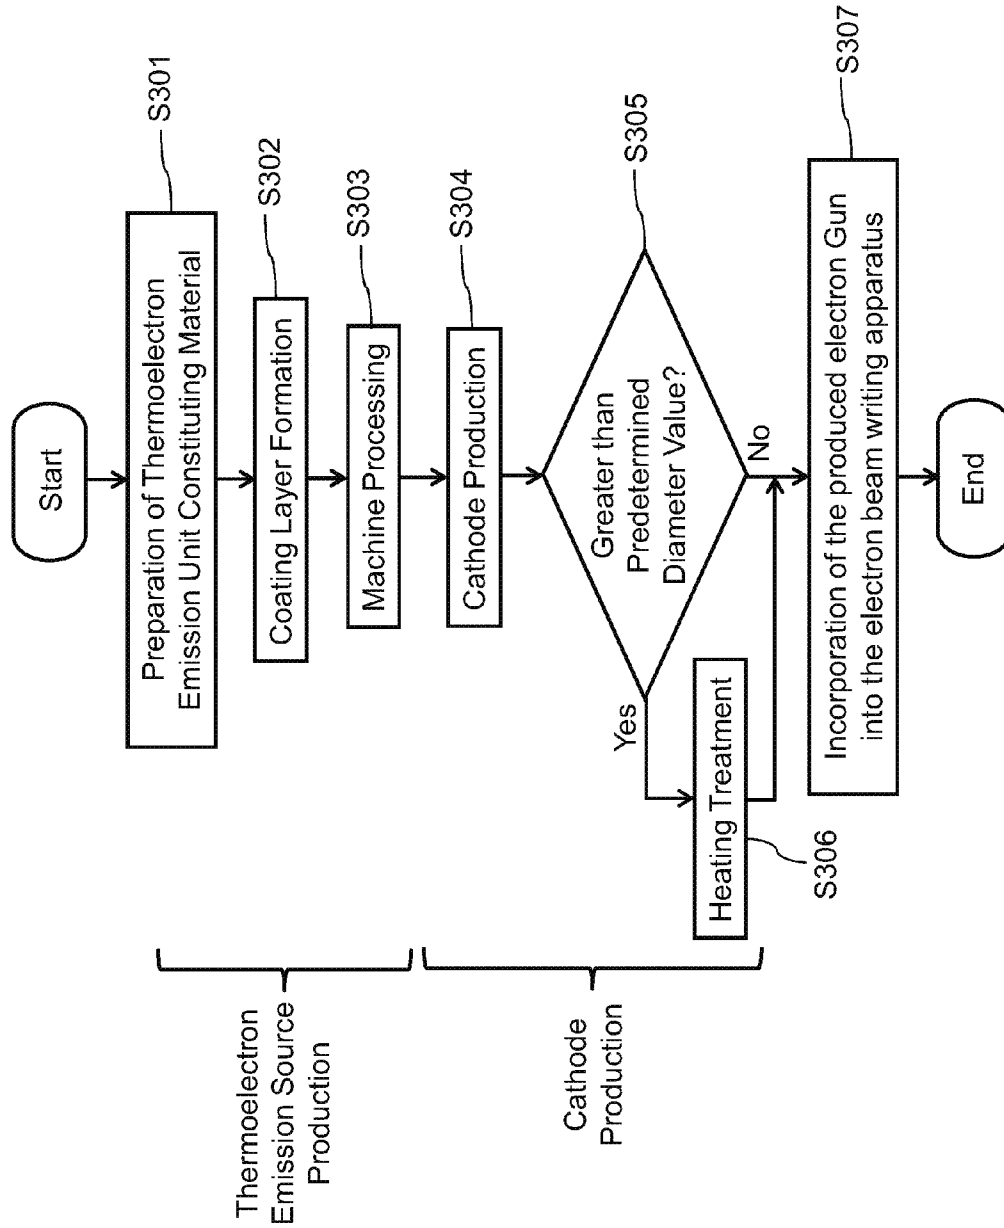 Start
S301
Preparation of Thermoelectron
Emission Unit Constituting Material
S302
Coating Layer Formation
S303
Machine Processing
S304
Cathode Production
S305
Greater than
Predetermined
Diameter Value?
Yes
No
Heating Treatment
S306
S307
Incorporation of the produced electron Gun
into the electron beam writing apparatus
End
Thermoelectron
Emission Source
Production
Cathode
Production